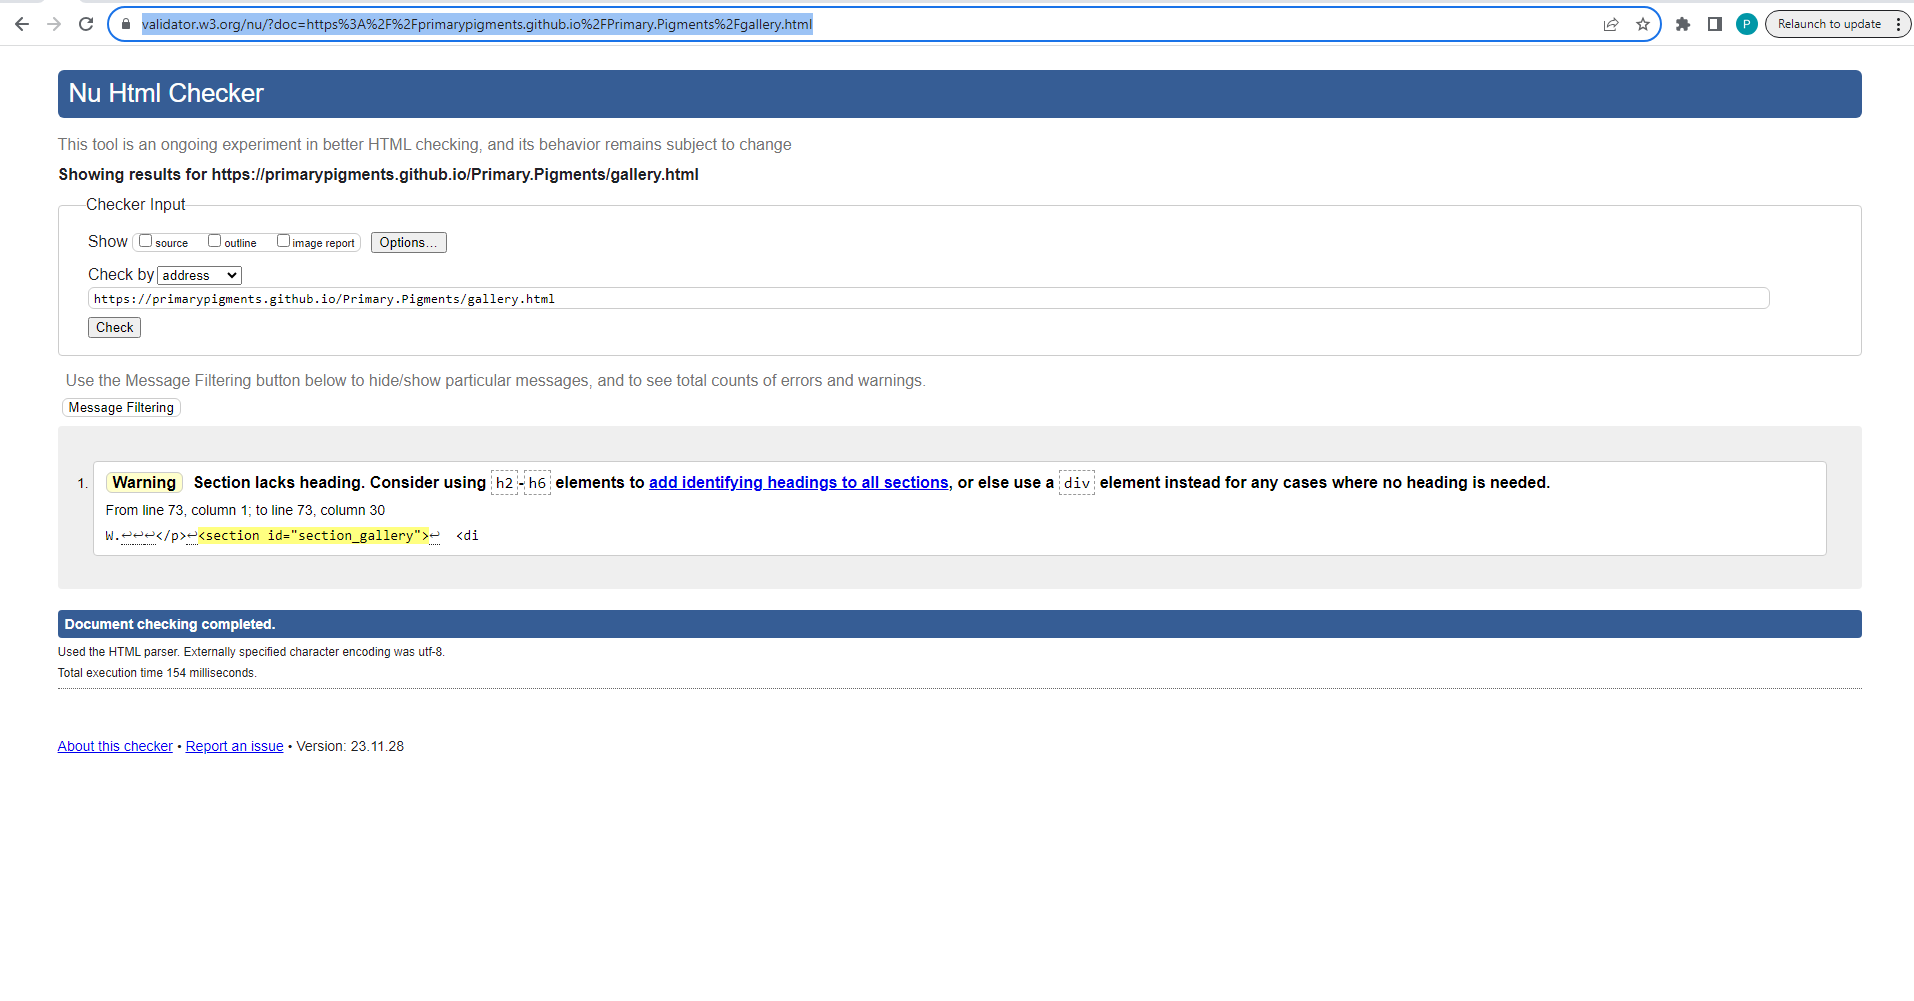 validator.w3.org/nu/?doc=https%3A%2F%2Fprimarypigments.github.io%2FPrimary.Pigments%2Fgallery.html
P
Relaunch to update
Nu Html Checker
This tool is an ongoing experiment in better HTML checking, and its behavior remains subject to change
Showing results for https://primarypigments.github.io/Primary.Pigments/gallery.html
Checker Input
Show source outline image report Options...
Check by address
https://primarypigments.github.io/Primary.Pigments/gallery.html
Check
Use the Message Filtering button below to hide/show particular messages, and to see total counts of errors and warnings.
Message Filtering
1. Warning Section lacks heading. Consider using h2-h6 elements to add identifying headings to all sections, or else use a div element instead for any cases where no heading is needed.
From line 73, column 1; to line 73, column 30
W.↩↩↩</p>↩<section id="section_gallery">↩  <di
Document checking completed.
Used the HTML parser. Externally specified character encoding was utf-8.
Total execution time 154 milliseconds.
About this checker • Report an issue • Version: 23.11.28